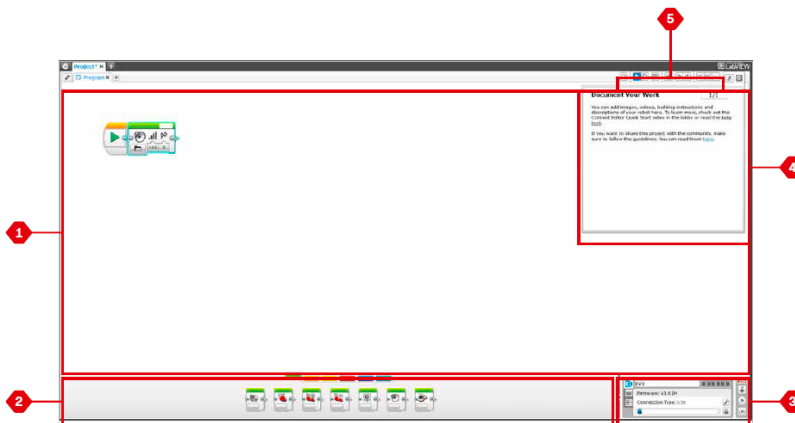 5
Project* × +
LabVIEW
Program × +
Document Your Work 1/1
You can add images, videos, building instructions and
descriptions of your robot here. To learn more, check out the
Content Editor Quick Start video in the lobby or read the help
text.
If you want to share this project with the community, make
sure to follow the guidelines. You can read them here.
4
1
EV3
Firmware:
Connection Type: USB
2
3